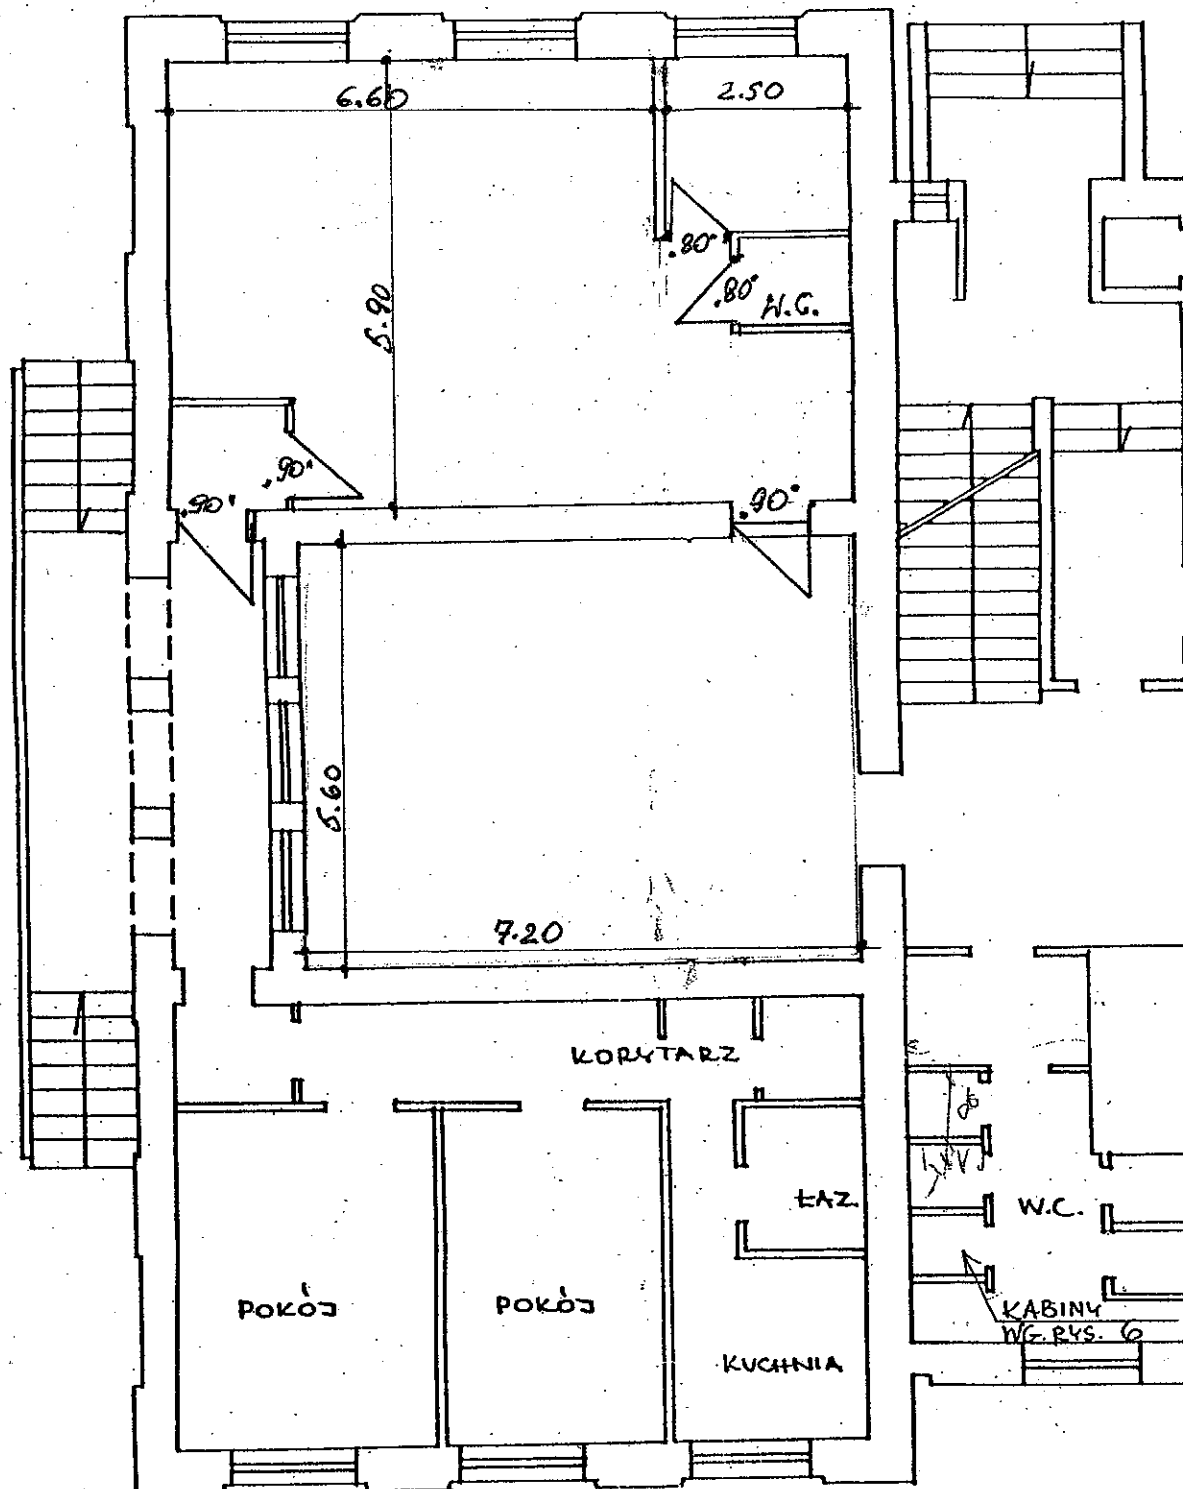 6.60
2.50
.80
.80
W.C.
5.90
.90
.90
.90
5.60
7.20
KORYTARZ
ŁAZ.
W.C.
POKÓJ
POKÓJ
KABINY
WG. RYS. 6
KUCHNIA